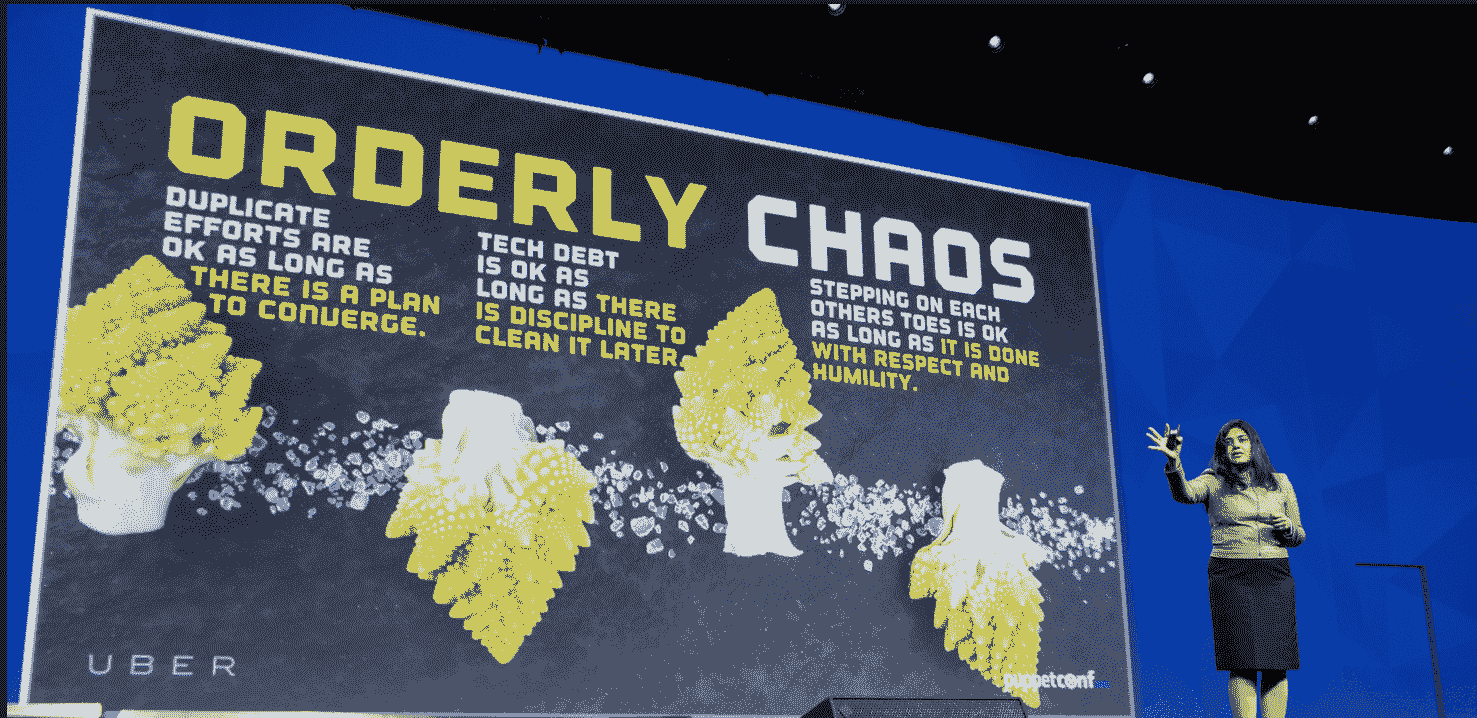 ORDERLY CHAOS
DUPLICATE
EFFORTS ARE
OK AS LONG AS
THERE IS A PLAN
TO CONVERGE.
TECH DEBT
IS OK AS
LONG AS THERE
IS DISCIPLINE TO
CLEAN IT LATER.
STEPPING ON EACH
OTHERS TOES IS OK
AS LONG AS IT IS DONE
WITH RESPECT AND
HUMILITY.
UBER
puppetconf